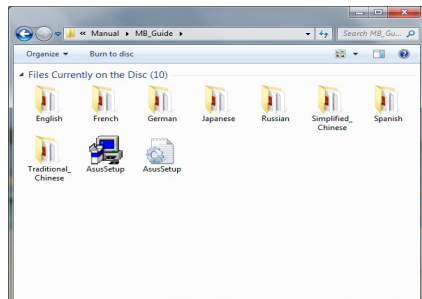 « Manual ▸ MB_Guide ▸
Search MB_Gu...
Organize ▾ Burn to disc
Files Currently on the Disc (10)
English French German Japanese Russian Simplified_ Chinese Spanish
Traditional_ Chinese AsusSetup AsusSetup